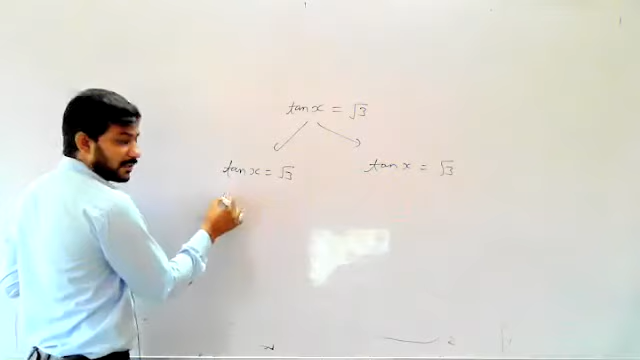 tan x = √3
tan x = √3 tan x = √3